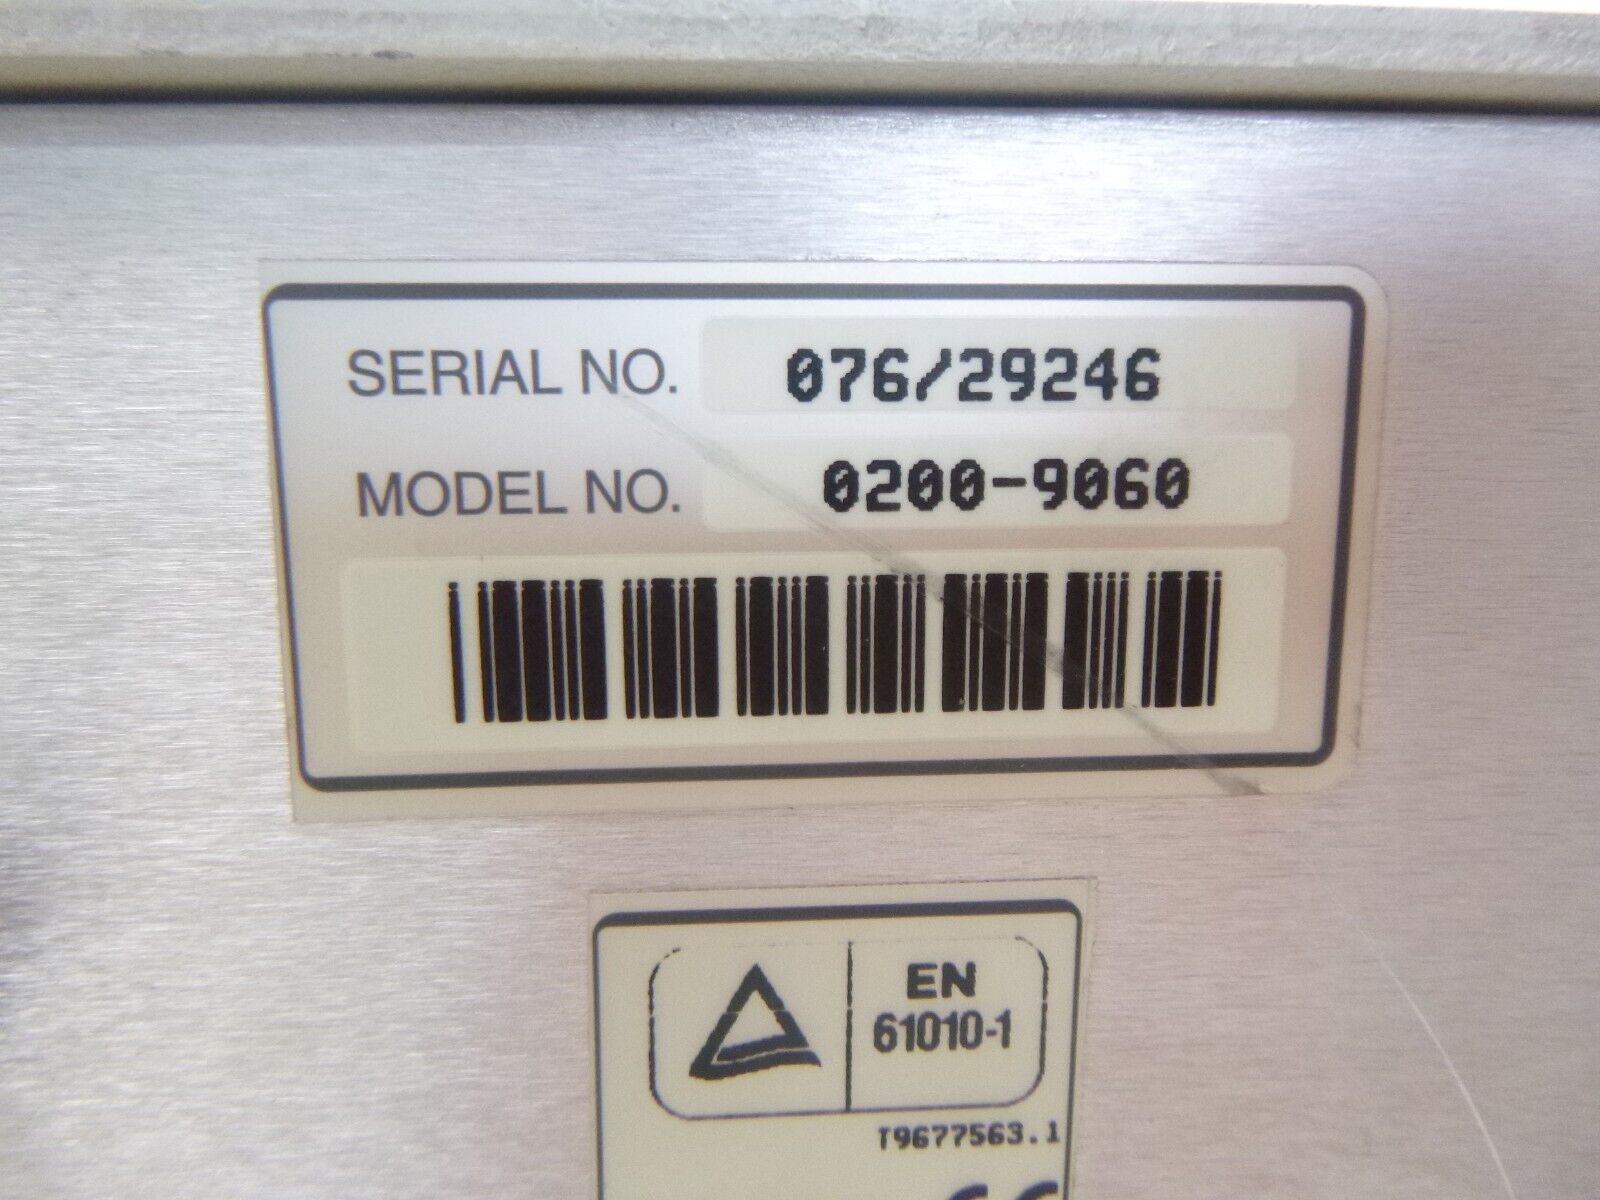 SERIAL NO. 076/29246
MODEL NO. 0200-9060
EN
61010-1
T9677563.1